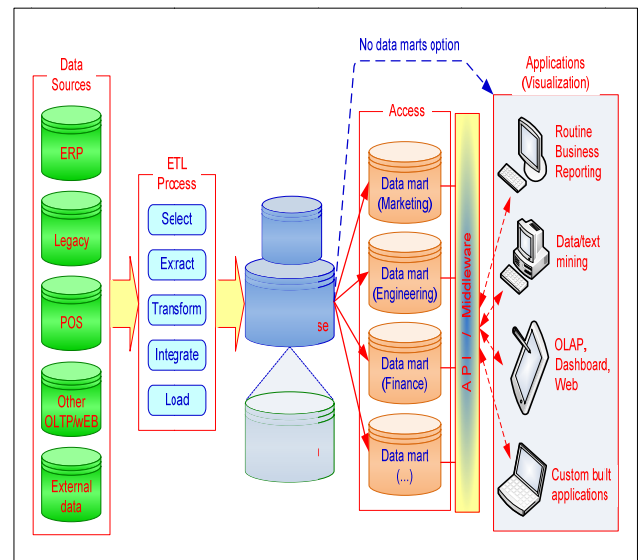 No data marts option
Data
Sources
ERP
Legacy
POS
Other
OLTP/wEB
External
data
ETL
Process
Select
Extract
Transform
Integrate
Load
se
Access
Data mart
(Marketing)
Data mart
(Engineering)
Data mart
(Finance)
Data mart
(...)
API / Middleware
Applications
(Visualization)
Routine
Business
Reporting
Data/text
mining
OLAP,
Dashboard,
Web
Custom built
applications